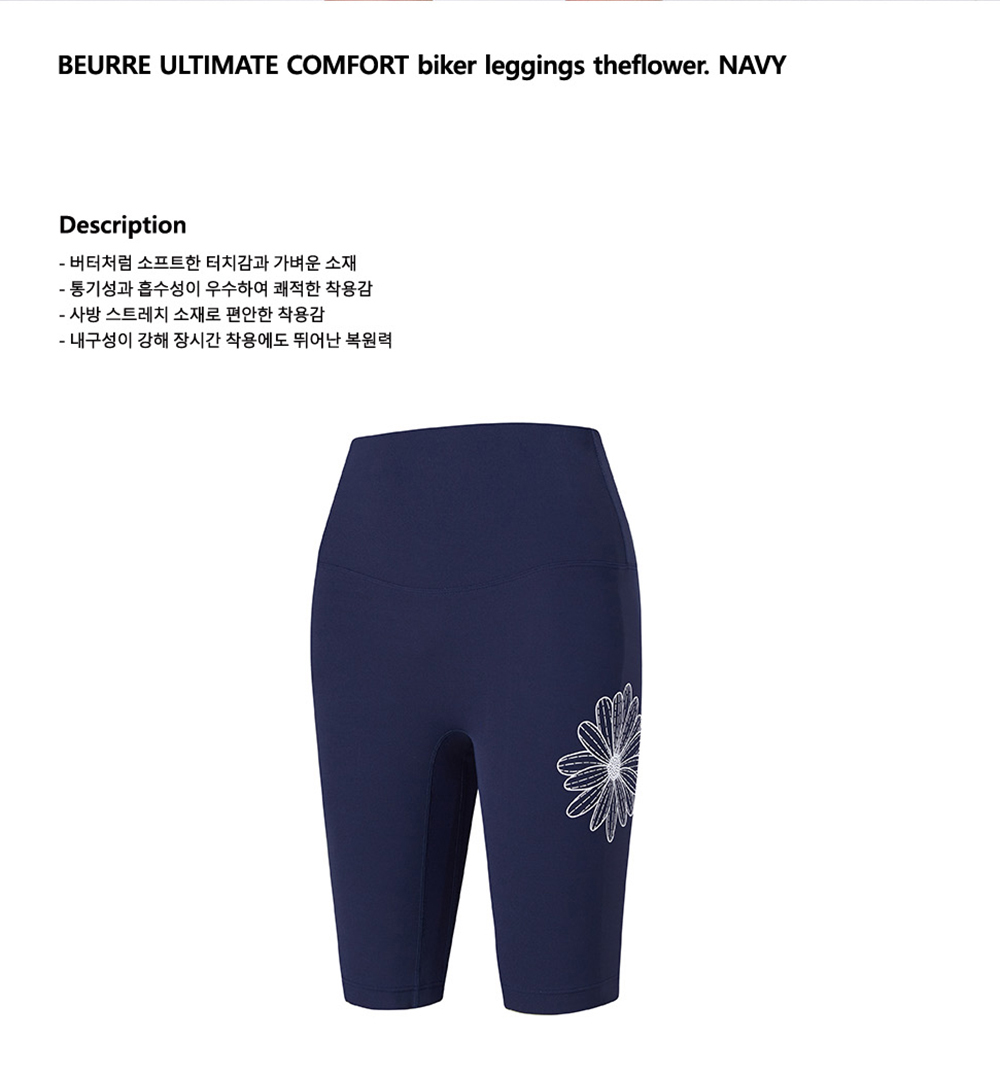 BEURRE ULTIMATE COMFORT biker leggings theflower. NAVY
Description
- 버터처럼 소프트한 터치감과 가벼운 소재
- 통기성과 흡수성이 우수하여 쾌적한 착용감
- 사방 스트레치 소재로 편안한 착용감
- 내구성이 강해 장시간 착용에도 뛰어난 복원력